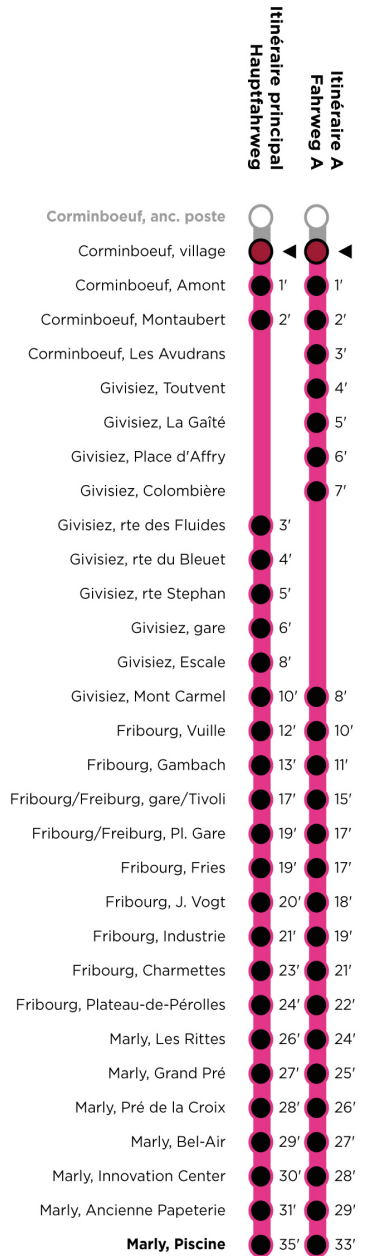 Itinéraire principal
Hauptfahrweg
Itinéraire A
Fahrweg A
Corminboeuf, anc. poste
Corminboeuf, village
Corminboeuf, Amont 1' 1'
Corminboeuf, Montaubert 2' 2'
Corminboeuf, Les Avudrans 3'
Givisiez, Toutvent 4'
Givisiez, La Gaîté 5'
Givisiez, Place d'Affry 6'
Givisiez, Colombière 7'
Givisiez, rte des Fluides 3'
Givisiez, rte du Bleuet 4'
Givisiez, rte Stephan 5'
Givisiez, gare 6'
Givisiez, Escale 8'
Givisiez, Mont Carmel 10' 8'
Fribourg, Vuille 12' 10'
Fribourg, Gambach 13' 11'
Fribourg/Freiburg, gare/Tivoli 17' 15'
Fribourg/Freiburg, Pl. Gare 19' 17'
Fribourg, Fries 19' 17'
Fribourg, J. Vogt 20' 18'
Fribourg, Industrie 21' 19'
Fribourg, Charmettes 23' 21'
Fribourg, Plateau-de-Pérolles 24' 22'
Marly, Les Rittes 26' 24'
Marly, Grand Pré 27' 25'
Marly, Pré de la Croix 28' 26'
Marly, Bel-Air 29' 27'
Marly, Innovation Center 30' 28'
Marly, Ancienne Papeterie 31' 29'
Marly, Piscine 35' 33'